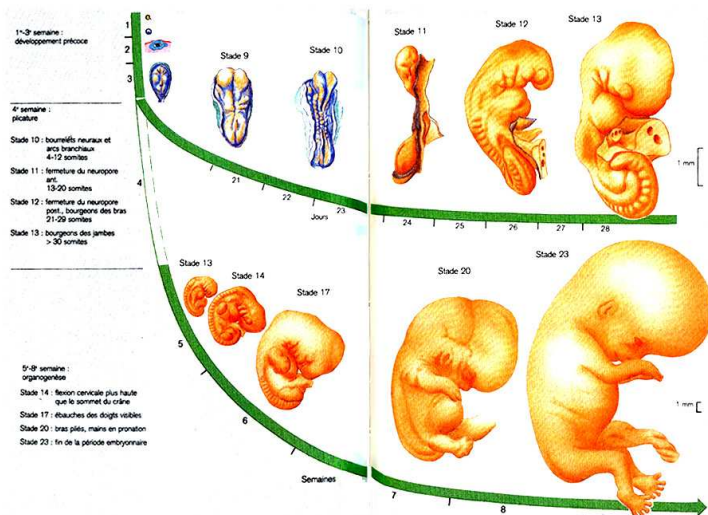 1re-3e semaine :
développement précoce
1
2
3
Stade 9
Stade 10
Stade 11
Stade 12
Stade 13
4e semaine :
plicature
Stade 10 : bourrelets neuraux et
arcs branchiaux
4-12 somites
Stade 11 : fermeture du neuropore
ant.
13-20 somites
Stade 12 : fermeture du neuropore
post., bourgeons des bras
21-29 somites
Stade 13 : bourgeons des jambes
> 30 somites
1 mm
4
21
22
23
Jours
24
25
26
27
28
Stade 13
Stade 14
Stade 17
Stade 20
Stade 23
5
5e-8e semaine :
organogenèse
Stade 14 : flexion cervicale plus haute
que le sommet du crâne
Stade 17 : ébauches des doigts visibles
Stade 20 : bras pliés, mains en pronation
Stade 23 : fin de la période embryonnaire
1 mm
6
Semaines
7
8